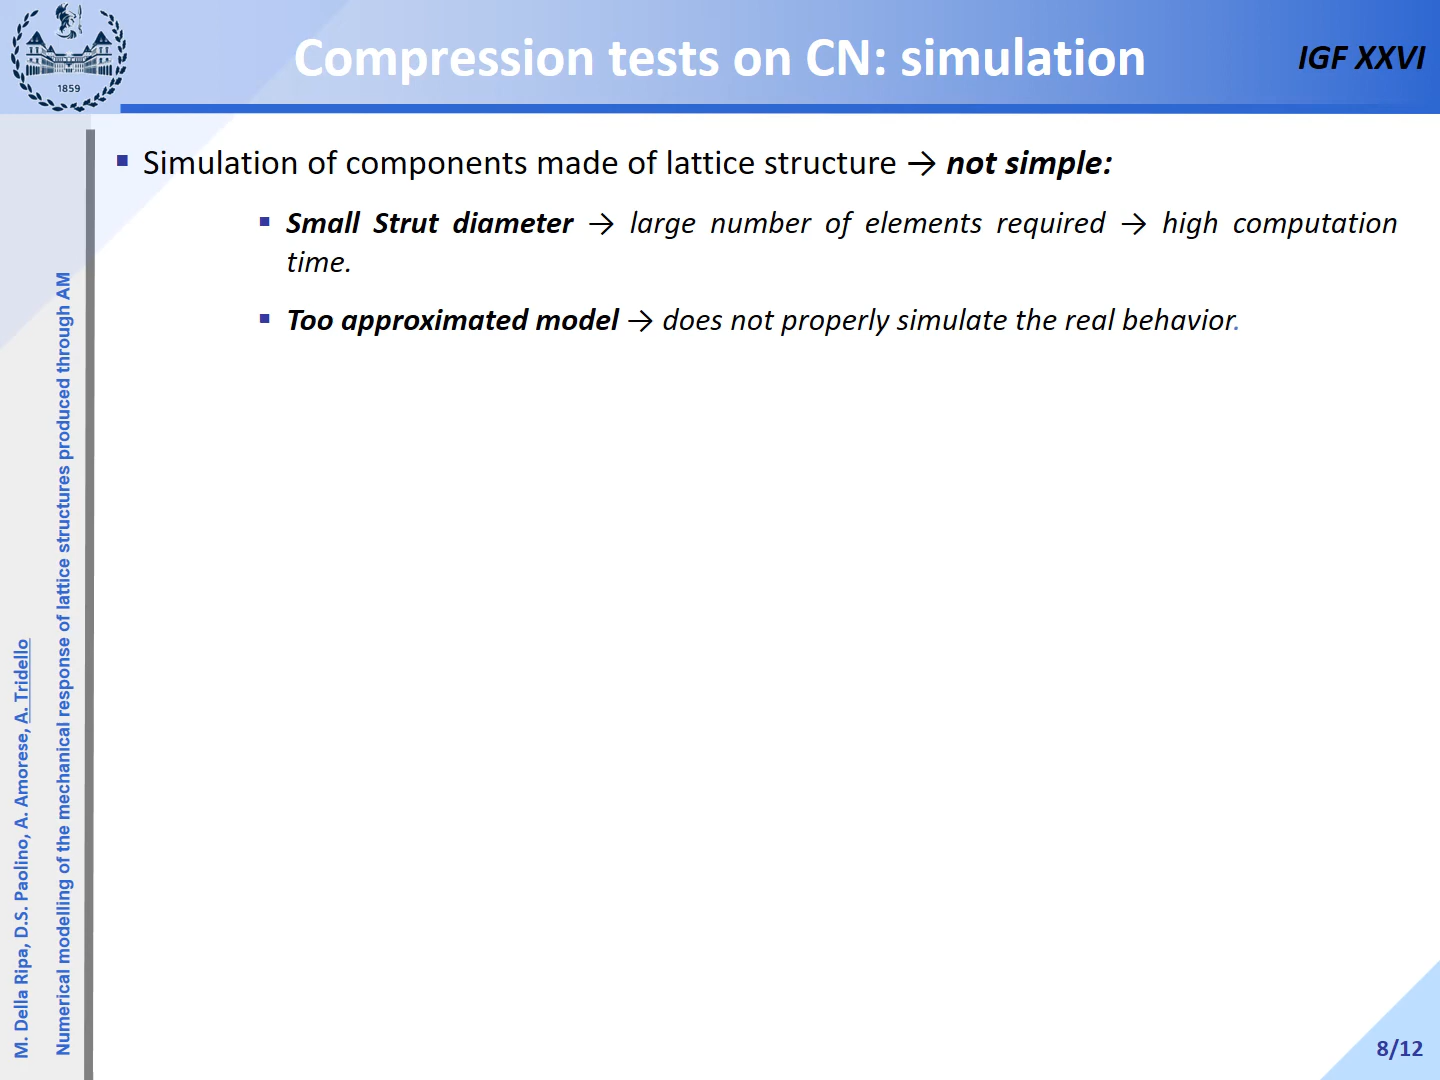 Compression tests on CN: simulation
IGF XXVI
1859
▪ Simulation of components made of lattice structure → not simple:
▪ Small Strut diameter → large number of elements required → high computation
time.
▪ Too approximated model → does not properly simulate the real behavior.
M. Della Ripa, D.S. Paolino, A. Amorese, A. Tridello
Numerical modelling of the mechanical response of lattice structures produced through AM
8/12